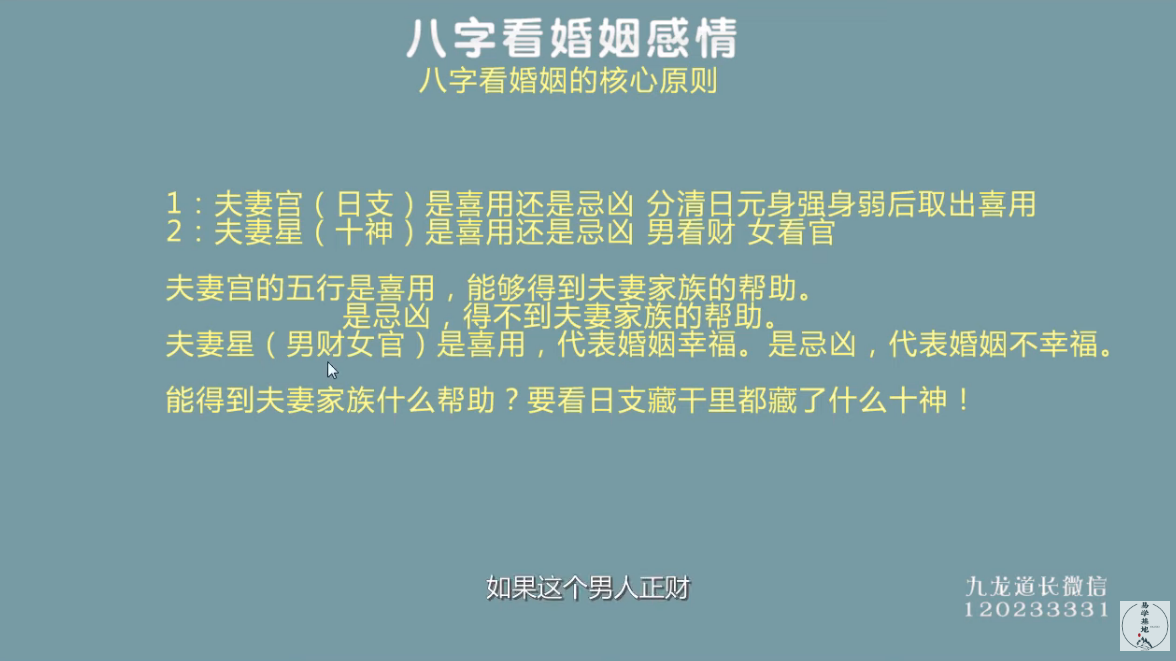 八字看婚姻感情
八字看婚姻的核心原则
1：夫妻宫（日支）是喜用还是忌凶 分清日元身强身弱后取出喜用
2：夫妻星（十神）是喜用还是忌凶 男看财 女看官
夫妻宫的五行是喜用，能够得到夫妻家族的帮助。
是忌凶，得不到夫妻家族的帮助。
夫妻星（男财女官）是喜用，代表婚姻幸福。是忌凶，代表婚姻不幸福。
能得到夫妻家族什么帮助？要看日支藏干里都藏了什么十神！
如果这个男人正财
九龙道长微信
120233331
易学基地